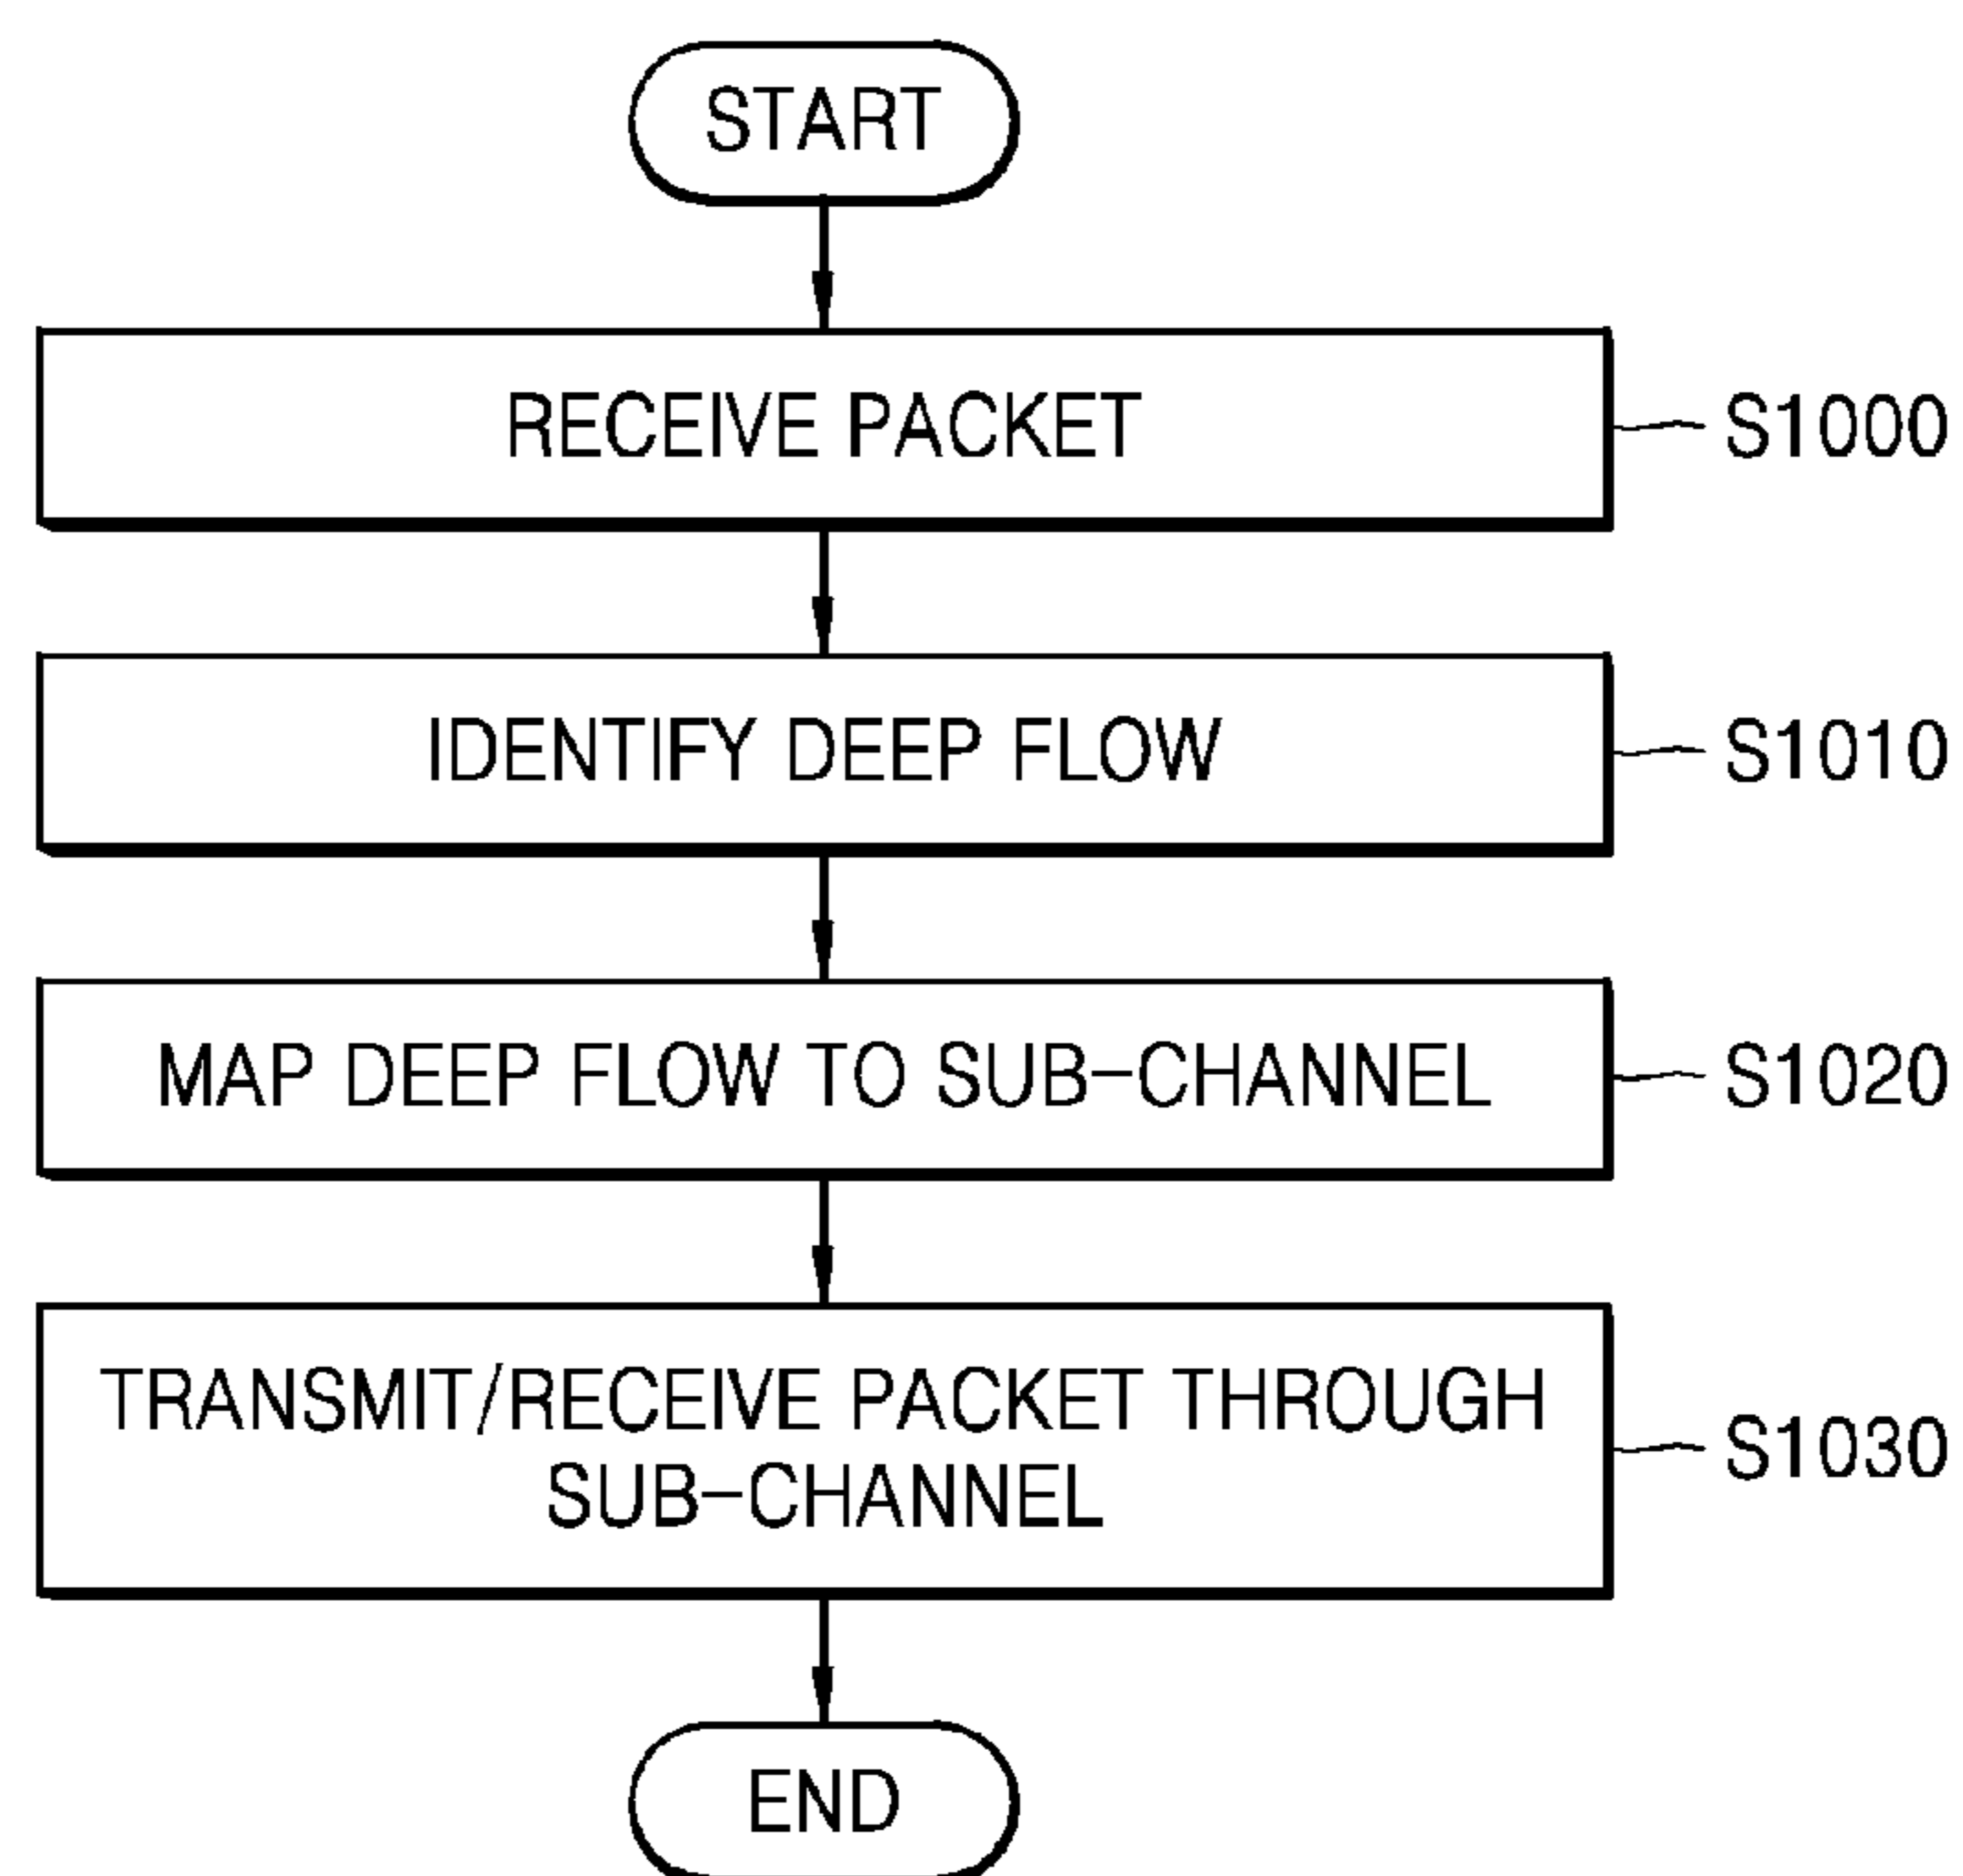 START
RECEIVE PACKET
S1000
IDENTIFY DEEP FLOW
S1010
MAP DEEP FLOW TO SUB-CHANNEL
S1020
TRANSMIT/RECEIVE PACKET THROUGH
SUB-CHANNEL
S1030
END